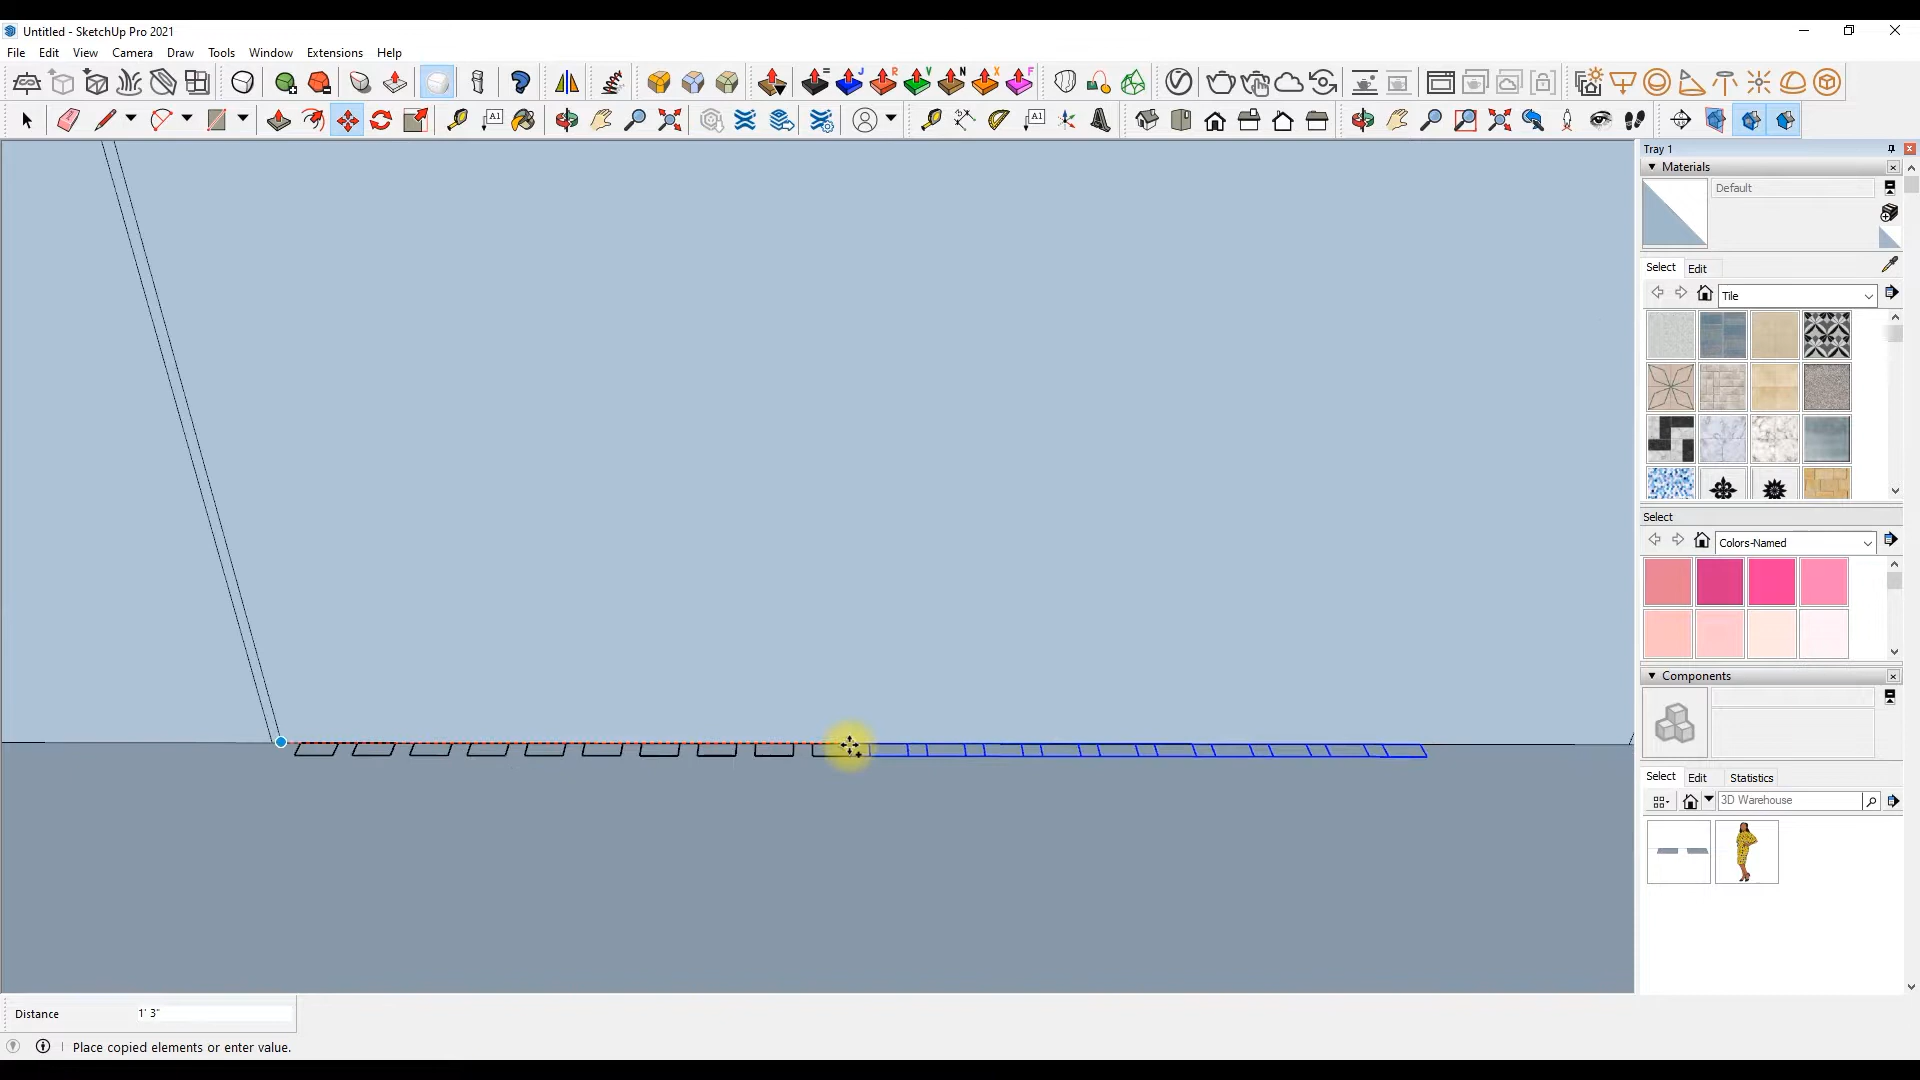 Untitled - SketchUp Pro 2021
File Edit View Camera Draw Tools Window Extensions Help
= J R V N X F
A1 A1
Tray 1
Materials
Default
Select Edit
Tile
Select
Colors-Named
Components
Select Edit Statistics
3D Warehouse
Distance 1' 3"
Place copied elements or enter value.